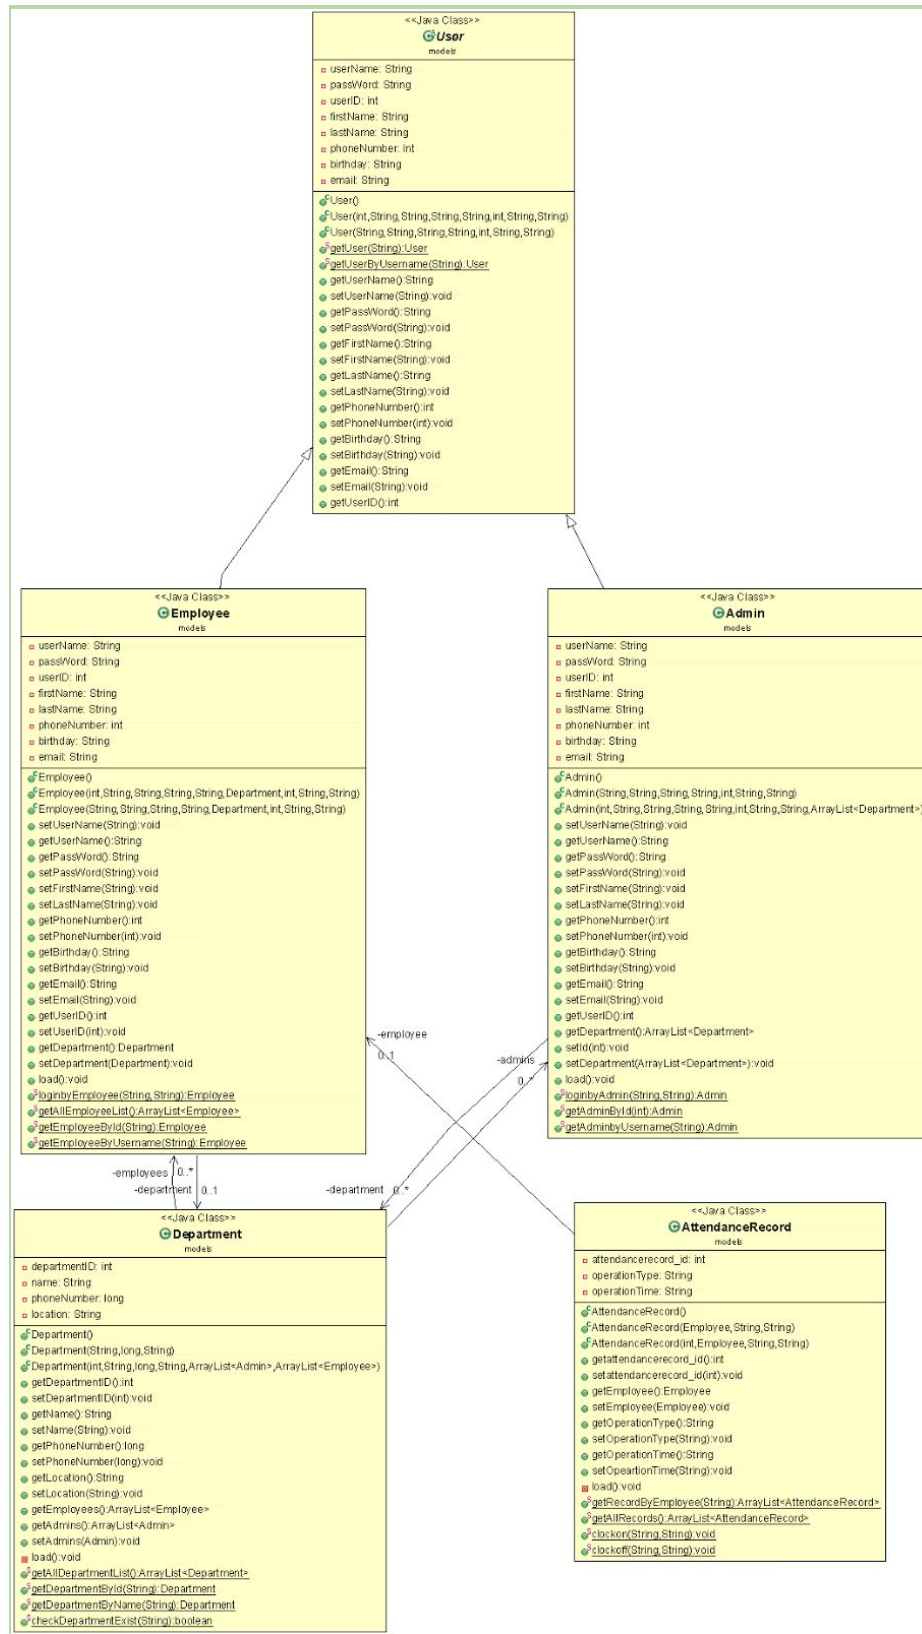 <<Java Class>>
User
models
userName: String
passWord: String
userID: int
firstName: String
lastName: String
phoneNumber: int
birthday: String
email: String
User()
User(int,String,String,String,String,int,String,String)
User(String,String,String,String,int,String,String)
getUser(String):User
getUserByUsername(String):User
getUserName():String
setUserName(String):void
getPassWord():String
setPassWord(String):void
getFirstName():String
setFirstName(String):void
getLastName():String
setLastName(String):void
getPhoneNumber():int
setPhoneNumber(int):void
getBirthday():String
setBirthday(String):void
getEmail():String
setEmail(String):void
getUserID():int
<<Java Class>>
Employee
models
userName: String
passWord: String
userID: int
firstName: String
lastName: String
phoneNumber: int
birthday: String
email: String
Employee()
Employee(int,String,String,String,String,Department,int,String,String)
Employee(String,String,String,String,Department,int,String,String)
setUserName(String):void
getUserName():String
getPassWord():String
setPassWord(String):void
setFirstName(String):void
setLastName(String):void
getPhoneNumber():int
setPhoneNumber(int):void
getBirthday():String
setBirthday(String):void
getEmail():String
setEmail(String):void
getUserID():int
setUserID(int):void
getDepartment():Department
setDepartment(Department):void
load():void
loginbyEmployee(String,String):Employee
getAllEmployeeList():ArrayList<Employee>
getEmployeeById(String):Employee
getEmployeeByUsername(String):Employee
<<Java Class>>
Admin
models
userName: String
passWord: String
userID: int
firstName: String
lastName: String
phoneNumber: int
birthday: String
email: String
Admin()
Admin(String,String,String,String,int,String,String)
Admin(int,String,String,String,String,int,String,String,ArrayList<Department>)
setUserName(String):void
getUserName():String
getPassWord():String
setPassWord(String):void
setFirstName(String):void
setLastName(String):void
getPhoneNumber():int
setPhoneNumber(int):void
getBirthday():String
setBirthday(String):void
getEmail():String
setEmail(String):void
getUserID():int
getDepartment():ArrayList<Department>
setId(int):void
setDepartment(ArrayList<Department>):void
load():void
loginbyAdmin(String,String):Admin
getAdminById(int):Admin
getAdminbyUsername(String):Admin
-employee
0..1
-admins
0..*
-employees 0..*
-department 0..1
-department 0..*
<<Java Class>>
Department
models
departmentID: int
name: String
phoneNumber: long
location: String
Department()
Department(String,long,String)
Department(int,String,long,String,ArrayList<Admin>,ArrayList<Employee>)
getDepartmentID():int
setDepartmentID(int):void
getName():String
setName(String):void
getPhoneNumber():long
setPhoneNumber(long):void
getLocation():String
setLocation(String):void
getEmployees():ArrayList<Employee>
getAdmins():ArrayList<Admin>
setAdmins(Admin):void
load():void
getAllDepartmentList():ArrayList<Department>
getDepartmentById(String):Department
getDepartmentByName(String):Department
checkDepartmentExist(String):boolean
<<Java Class>>
AttendanceRecord
models
attendancerecord_id: int
operationType: String
operationTime: String
AttendanceRecord()
AttendanceRecord(Employee,String,String)
AttendanceRecord(int,Employee,String,String)
getattendancerecord_id():int
setattendancerecord_id(int):void
getEmployee():Employee
setEmployee(Employee):void
getOperationType():String
setOperationType(String):void
getOperationTime():String
setOpeartionTime(String):void
load():void
getRecordByEmployee(String):ArrayList<AttendanceRecord>
getAllRecords():ArrayList<AttendanceRecord>
clockon(String,String):void
clockoff(String,String):void